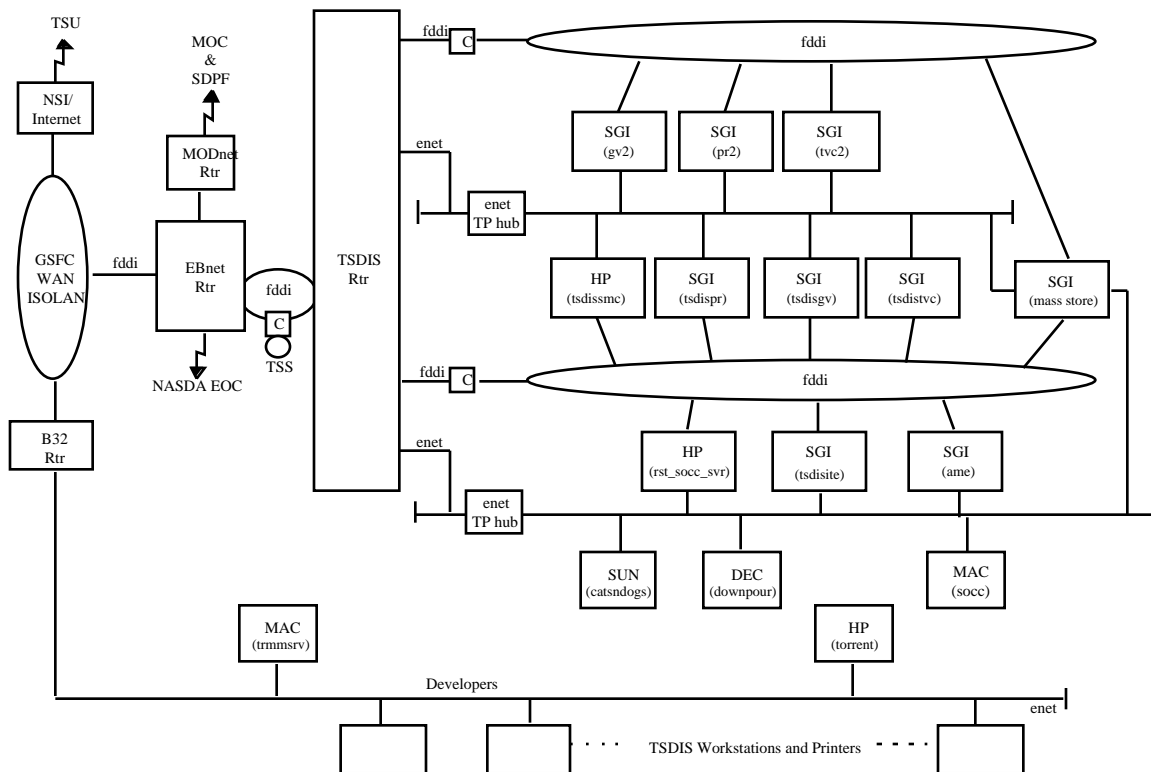 TSU
MOC
&
SDPF
NSI/
Internet
MODnet
Rtr
GSFC
WAN
ISOLAN
fddi
EBnet
Rtr
fddi
C
TSS
NASDA EOC
B32
Rtr
TSDIS
Rtr
fddi
C
fddi
enet
SGI
(gv2)
SGI
(pr2)
SGI
(tvc2)
enet
TP hub
HP
(tsdissmc)
SGI
(tsdispr)
SGI
(tsdisgv)
SGI
(tsdistvc)
SGI
(mass store)
fddi
C
fddi
enet
HP
(rst_socc_svr)
SGI
(tsdisite)
SGI
(ame)
enet
TP hub
SUN
(catsndogs)
DEC
(downpour)
MAC
(socc)
MAC
(trmmsrv)
HP
(torrent)
Developers
enet
TSDIS Workstations and Printers